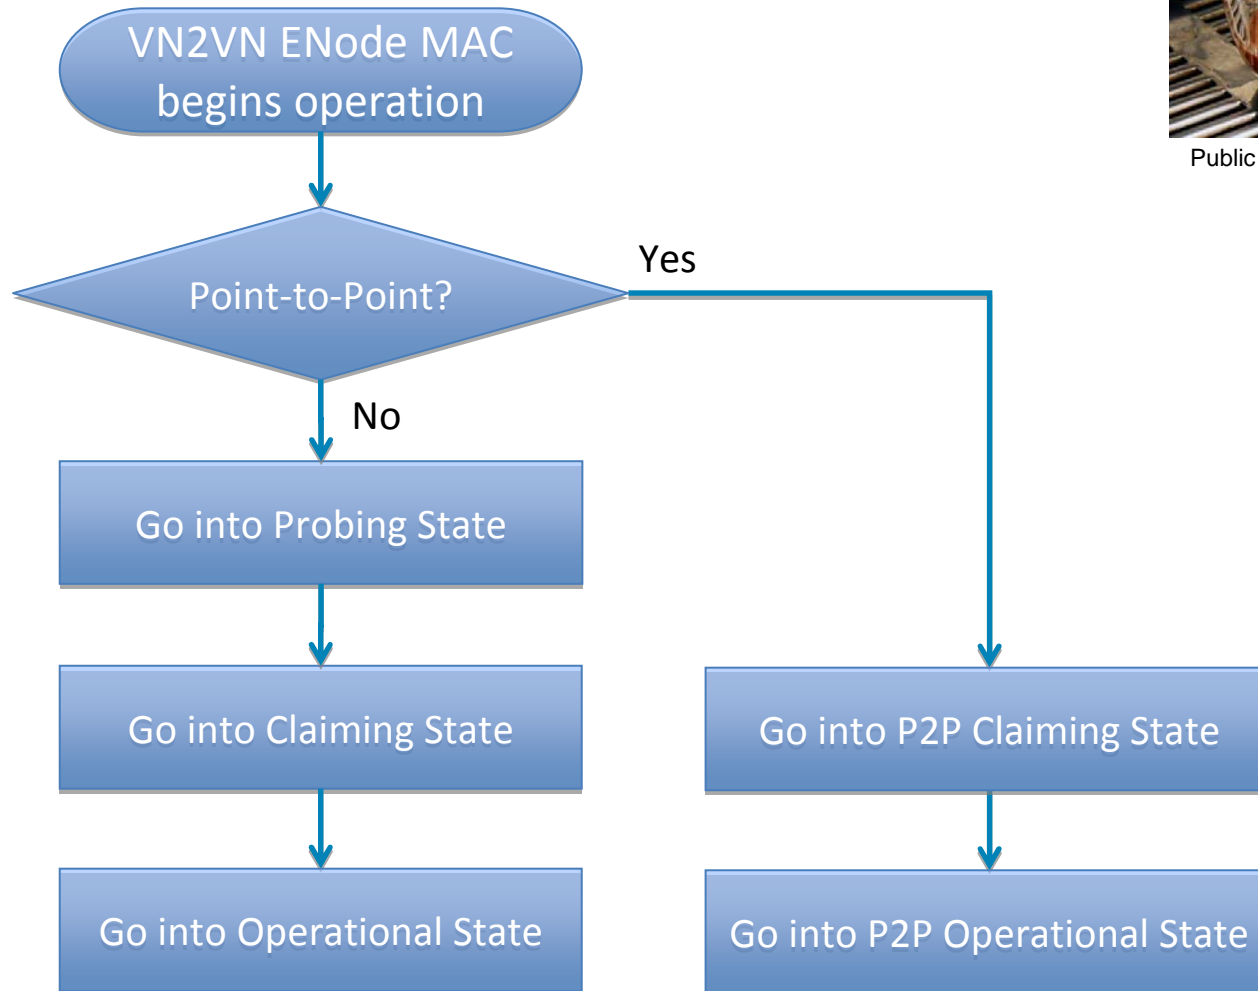 VN2VN ENode MAC
begins operation
Public
Point-to-Point?
Yes
No
Go into Probing State
Go into Claiming State
Go into P2P Claiming State
Go into Operational State
Go into P2P Operational State